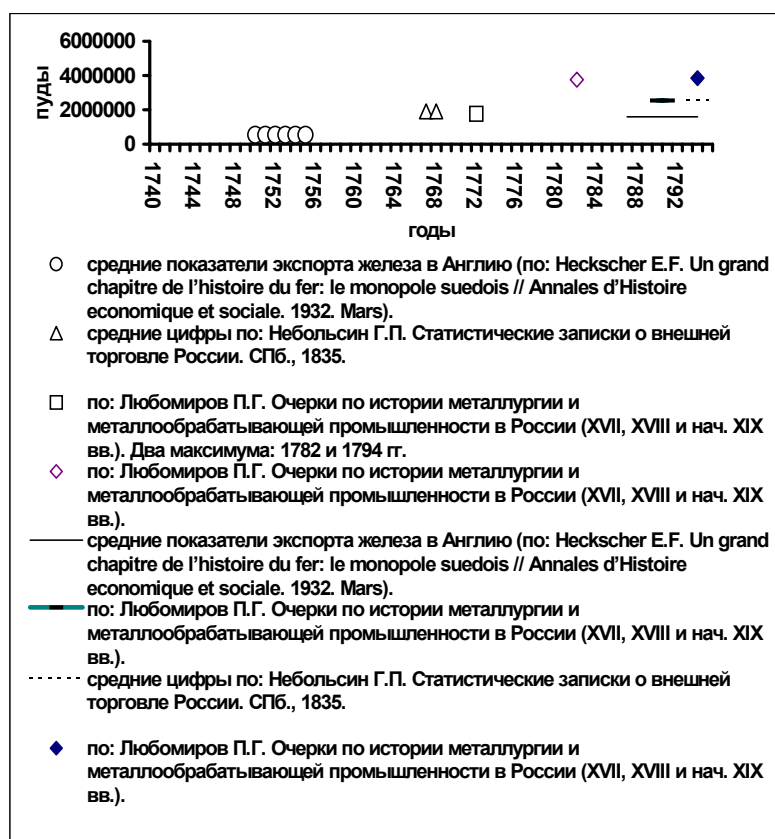 6000000
4000000
2000000
0
пуды
1740
1744
1748
1752
1756
1760
1764
1768
1772
1776
1780
1784
1788
1792
годы
средние показатели экспорта железа в Англию (по: Heckscher E.F. Un grand
chapitre de l'histoire du fer: le monopole suedois // Annales d'Histoire
economique et sociale. 1932. Mars).
средние цифры по: Небольсин Г.П. Статистические записки о внешней
торговле России. СПб., 1835.
по: Любомиров П.Г. Очерки по истории металлургии и
металлообрабатывающей промышленности в России (XVII, XVIII и нач. XIX
вв.). Два максимума: 1782 и 1794 гг.
по: Любомиров П.Г. Очерки по истории металлургии и
металлообрабатывающей промышленности в России (XVII, XVIII и нач. XIX
вв.).
средние показатели экспорта железа в Англию (по: Heckscher E.F. Un grand
chapitre de l'histoire du fer: le monopole suedois // Annales d'Histoire
economique et sociale. 1932. Mars).
по: Любомиров П.Г. Очерки по истории металлургии и
металлообрабатывающей промышленности в России (XVII, XVIII и нач. XIX
вв.).
средние цифры по: Небольсин Г.П. Статистические записки о внешней
торговле России. СПб., 1835.
по: Любомиров П.Г. Очерки по истории металлургии и
металлообрабатывающей промышленности в России (XVII, XVIII и нач. XIX
вв.).